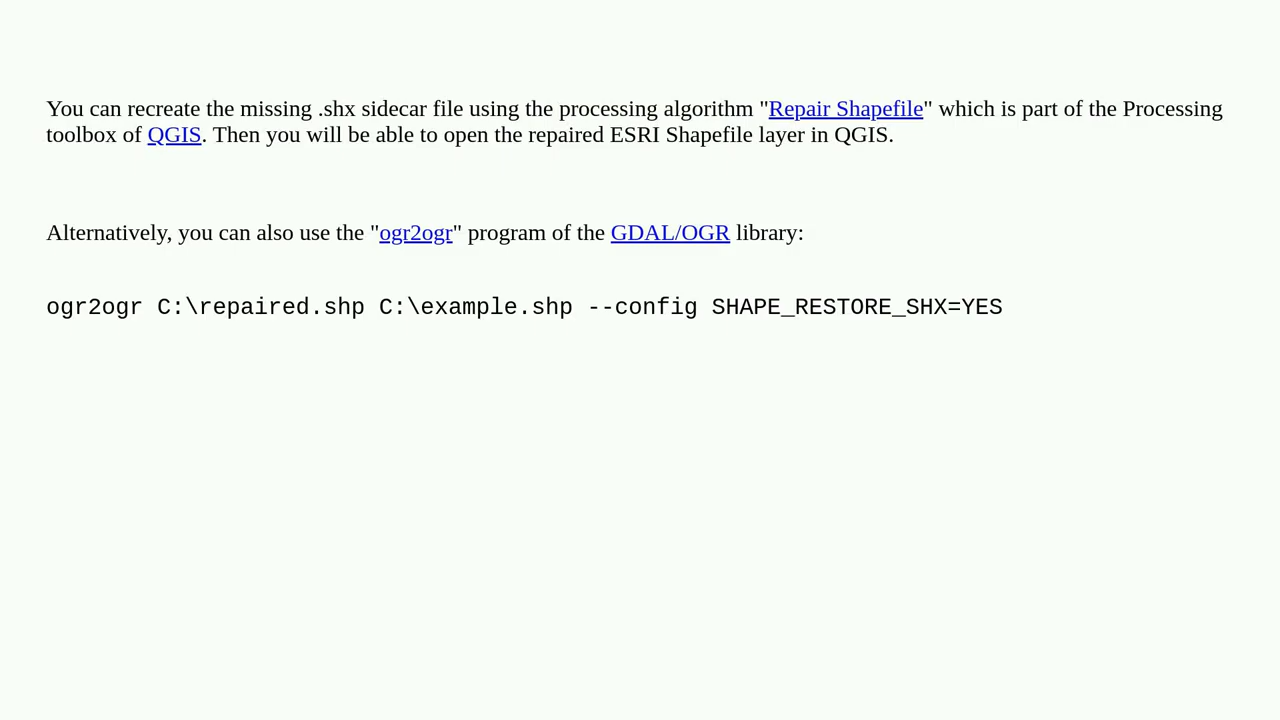 You can recreate the missing .shx sidecar file using the processing algorithm "Repair Shapefile" which is part of the Processing
toolbox of QGIS. Then you will be able to open the repaired ESRI Shapefile layer in QGIS.
Alternatively, you can also use the "ogr2ogr" program of the GDAL/OGR library:
ogr2ogr C:\repaired.shp C:\example.shp --config SHAPE_RESTORE_SHX=YES